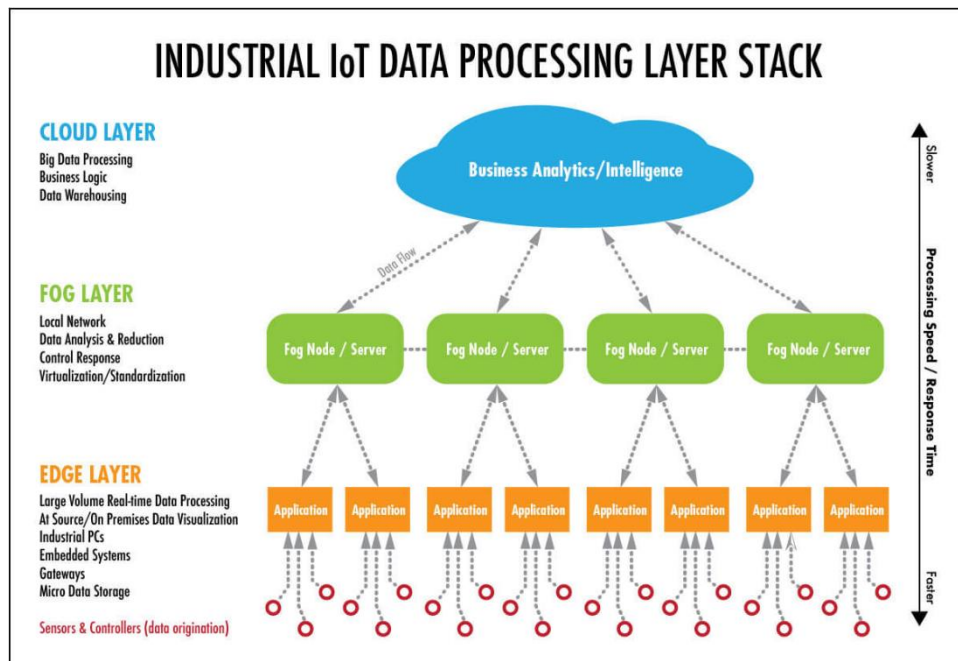 INDUSTRIAL IoT DATA PROCESSING LAYER STACK
CLOUD LAYER
Big Data Processing
Business Logic
Data Warehousing
Business Analytics/Intelligence
Slower
Data Flow
FOG LAYER
Local Network
Data Analysis & Reduction
Control Response
Virtualization/Standardization
Fog Node / Server
Fog Node / Server
Fog Node / Server
Fog Node / Server
Processing Speed / Response Time
EDGE LAYER
Large Volume Real-time Data Processing
At Source/On Premises Data Visualization
Industrial PCs
Embedded Systems
Gateways
Micro Data Storage
Application
Application
Application
Application
Application
Application
Application
Application
Faster
Sensors & Controllers (data origination)